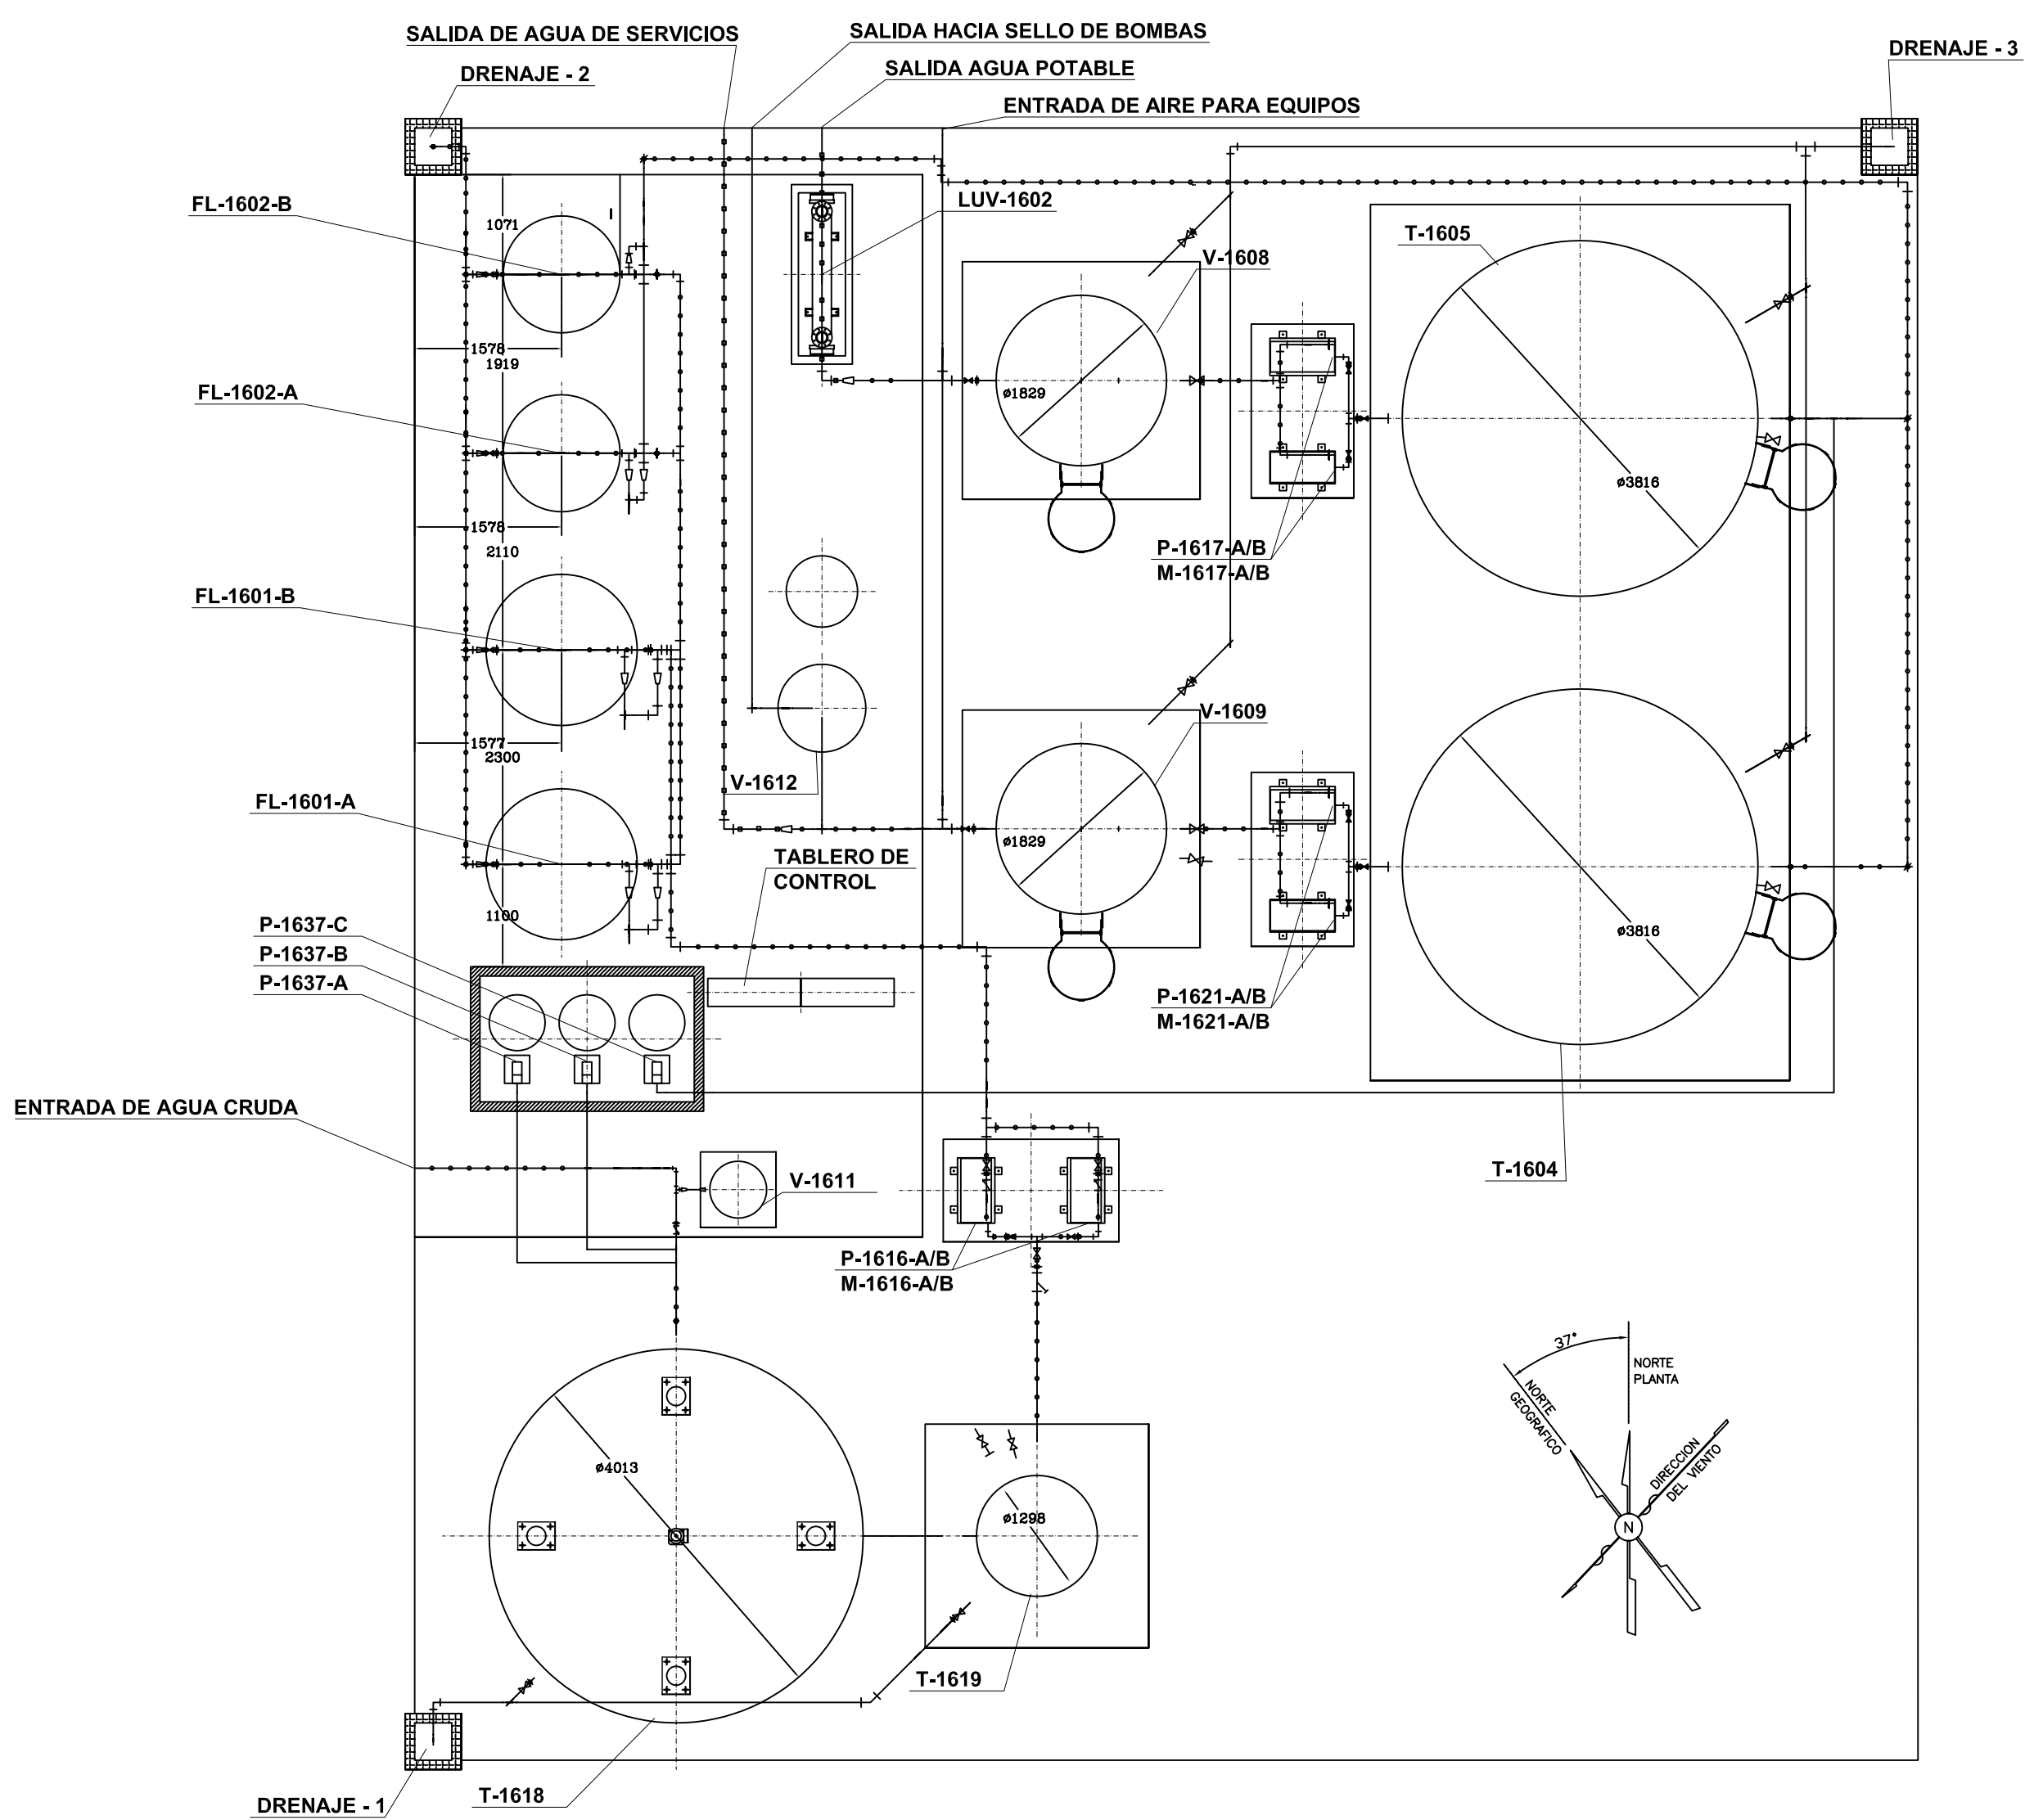 SALIDA DE AGUA DE SERVICIOS
SALIDA HACIA SELLO DE BOMBAS
DRENAJE - 3
DRENAJE - 2
SALIDA AGUA POTABLE
ENTRADA DE AIRE PARA EQUIPOS
FL-1602-B
LUV-1602
1071
T-1605
V-1608
1578
1919
FL-1602-A
ø1829
ø3816
1578
2110
P-1617-A/B
M-1617-A/B
FL-1601-B
V-1609
1577
2300
V-1612
FL-1601-A
ø1829
TABLERO DE
CONTROL
1100
P-1637-C
ø3816
P-1637-B
P-1637-A
P-1621-A/B
M-1621-A/B
ENTRADA DE AGUA CRUDA
T-1604
V-1611
P-1616-A/B
M-1616-A/B
37°
NORTE
PLANTA
NORTE
GEOGRAFICO
DIRECCION
DEL VIENTO
ø4013
ø1298
N
T-1619
T-1618
DRENAJE - 1